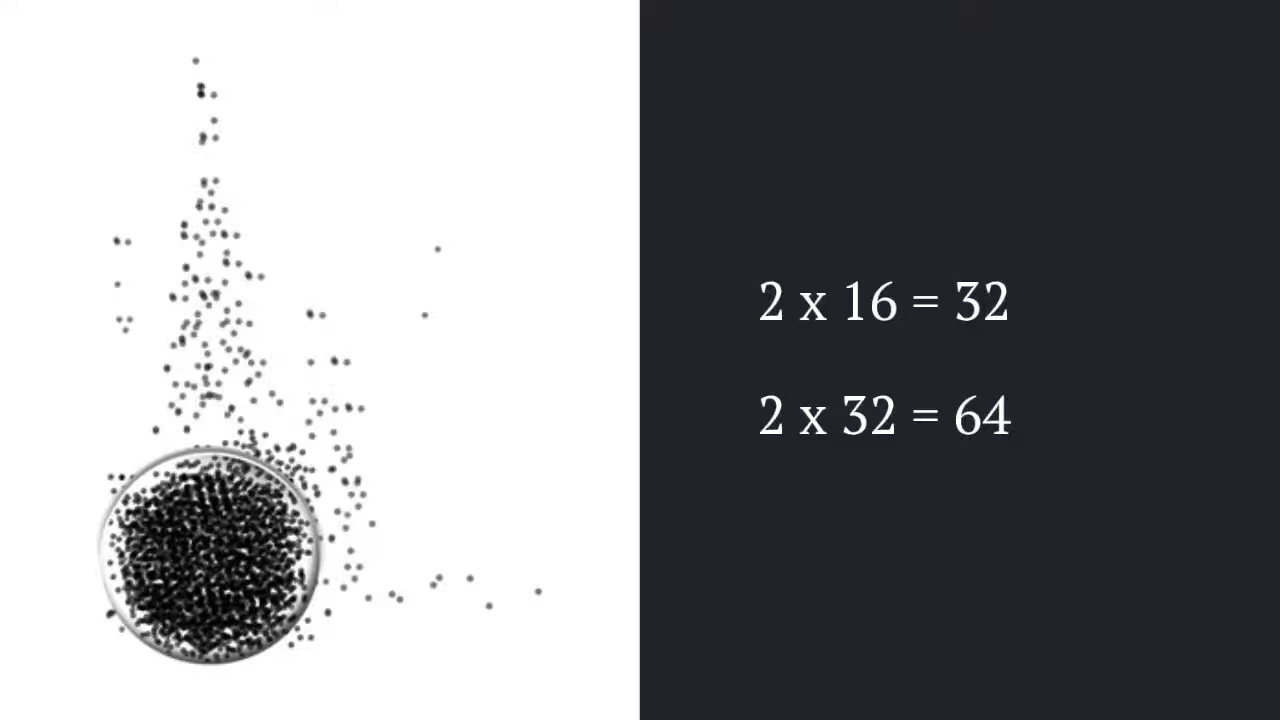 2 x 16 = 32
2 x 32 = 64